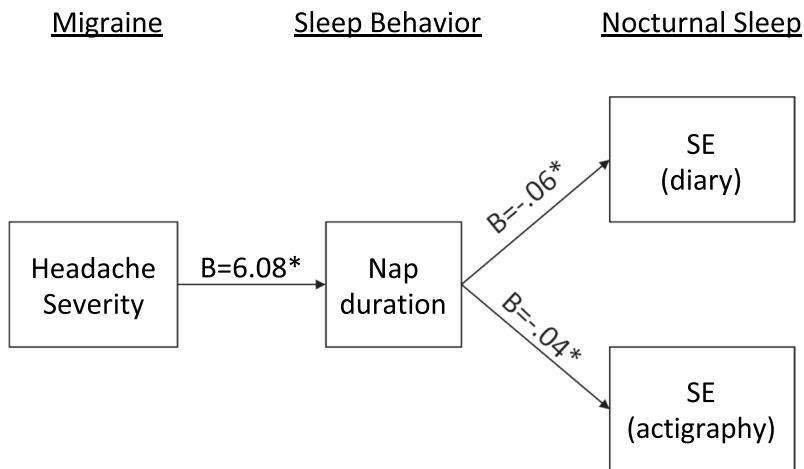 Migraine
Sleep Behavior
Nocturnal Sleep
SE
(diary)
B=-.06*
Headache
Severity
B=6.08*
Nap
duration
B=-.04*
SE
(actigraphy)